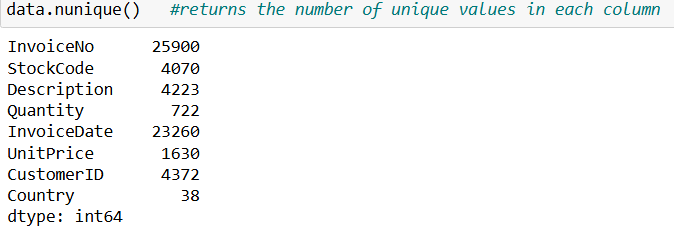 data.nunique()   #returns the number of unique values in each column
InvoiceNo      25900
StockCode       4070
Description     4223
Quantity         722
InvoiceDate    23260
UnitPrice       1630
CustomerID      4372
Country           38
dtype: int64